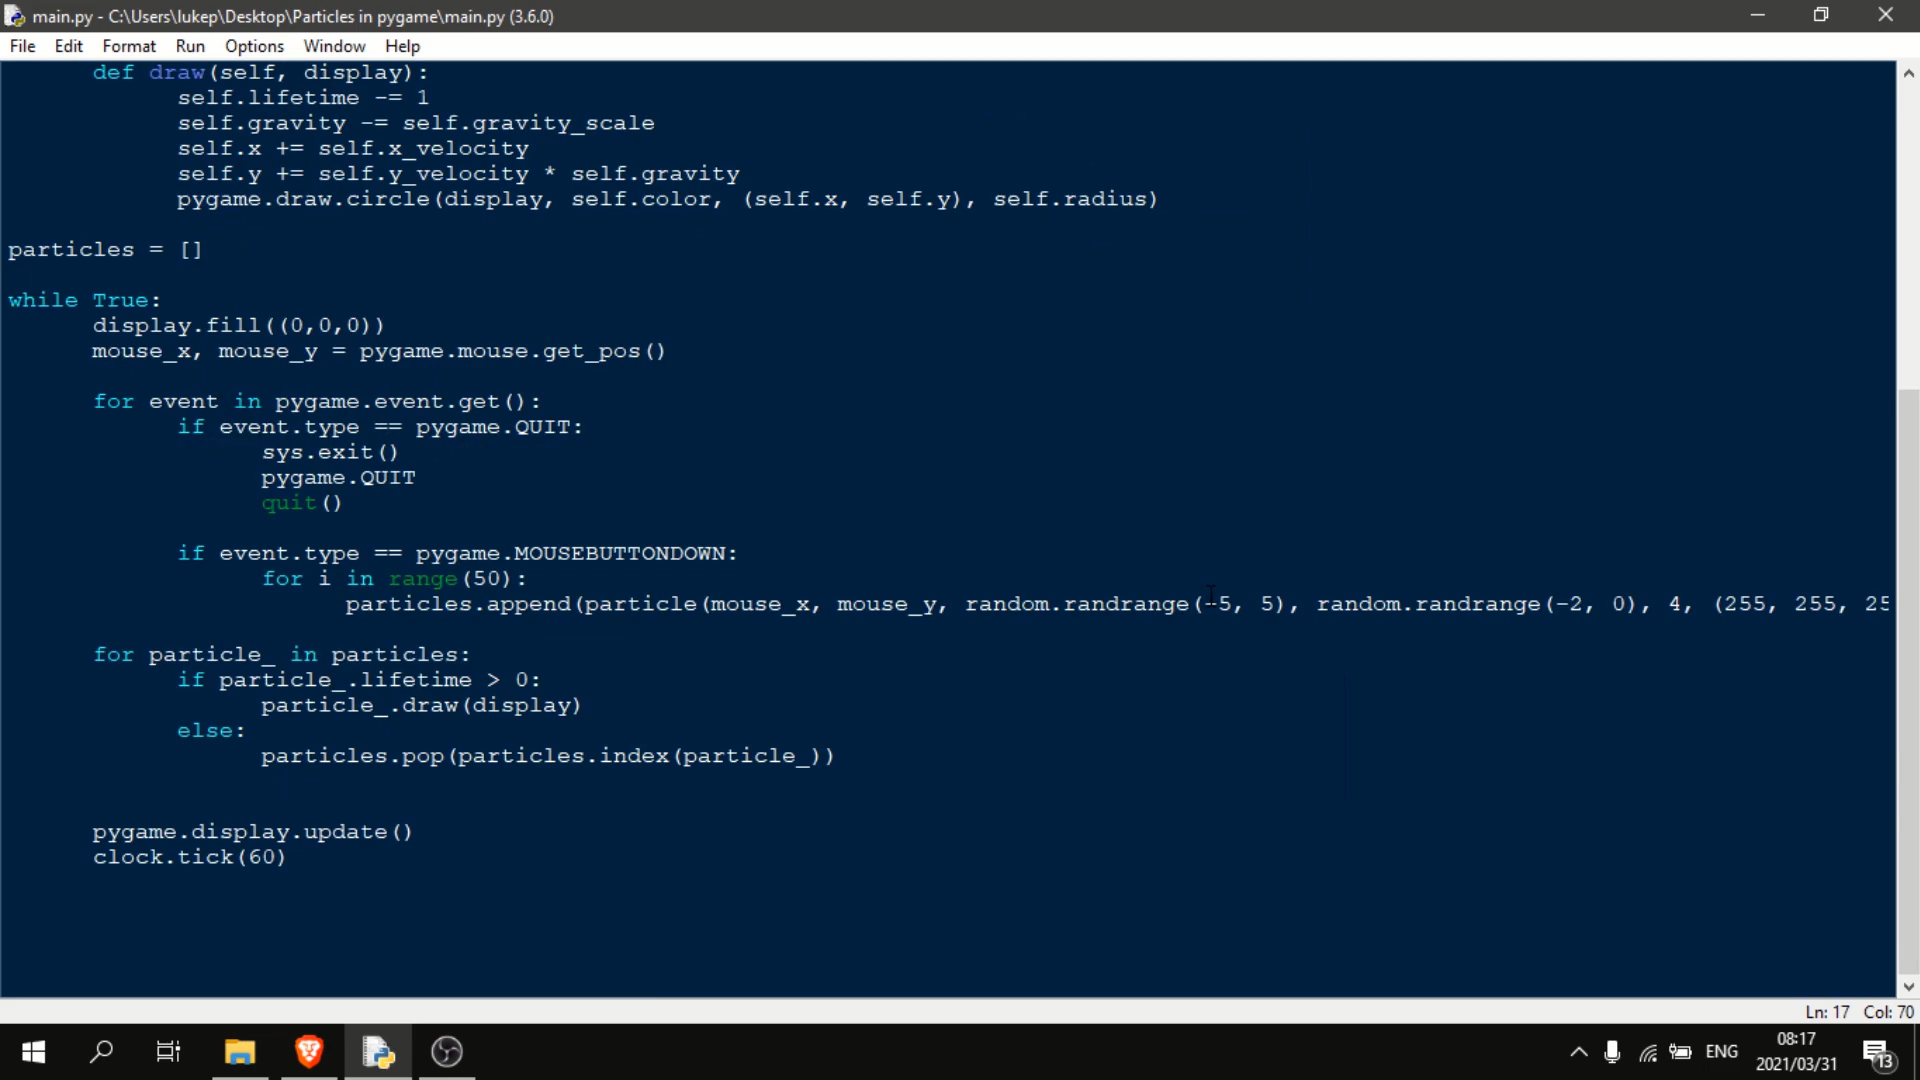 main.py - C:\Users\lukep\Desktop\Particles in pygame\main.py (3.6.0)
File Edit Format Run Options Window Help
def draw(self, display):
self.lifetime -= 1
self.gravity -= self.gravity_scale
self.x += self.x_velocity
self.y += self.y_velocity * self.gravity
pygame.draw.circle(display, self.color, (self.x, self.y), self.radius)
particles = []
while True:
display.fill((0,0,0))
mouse_x, mouse_y = pygame.mouse.get_pos()
for event in pygame.event.get():
if event.type == pygame.QUIT:
sys.exit()
pygame.QUIT
quit()
if event.type == pygame.MOUSEBUTTONDOWN:
for i in range(50):
particles.append(particle(mouse_x, mouse_y, random.randrange(-5, 5), random.randrange(-2, 0), 4, (255, 255, 25
for particle_ in particles:
if particle_.lifetime > 0:
particle_.draw(display)
else:
particles.pop(particles.index(particle_))
pygame.display.update()
clock.tick(60)
Ln: 17 Col: 70
ENG
08:17
2021/03/31
13